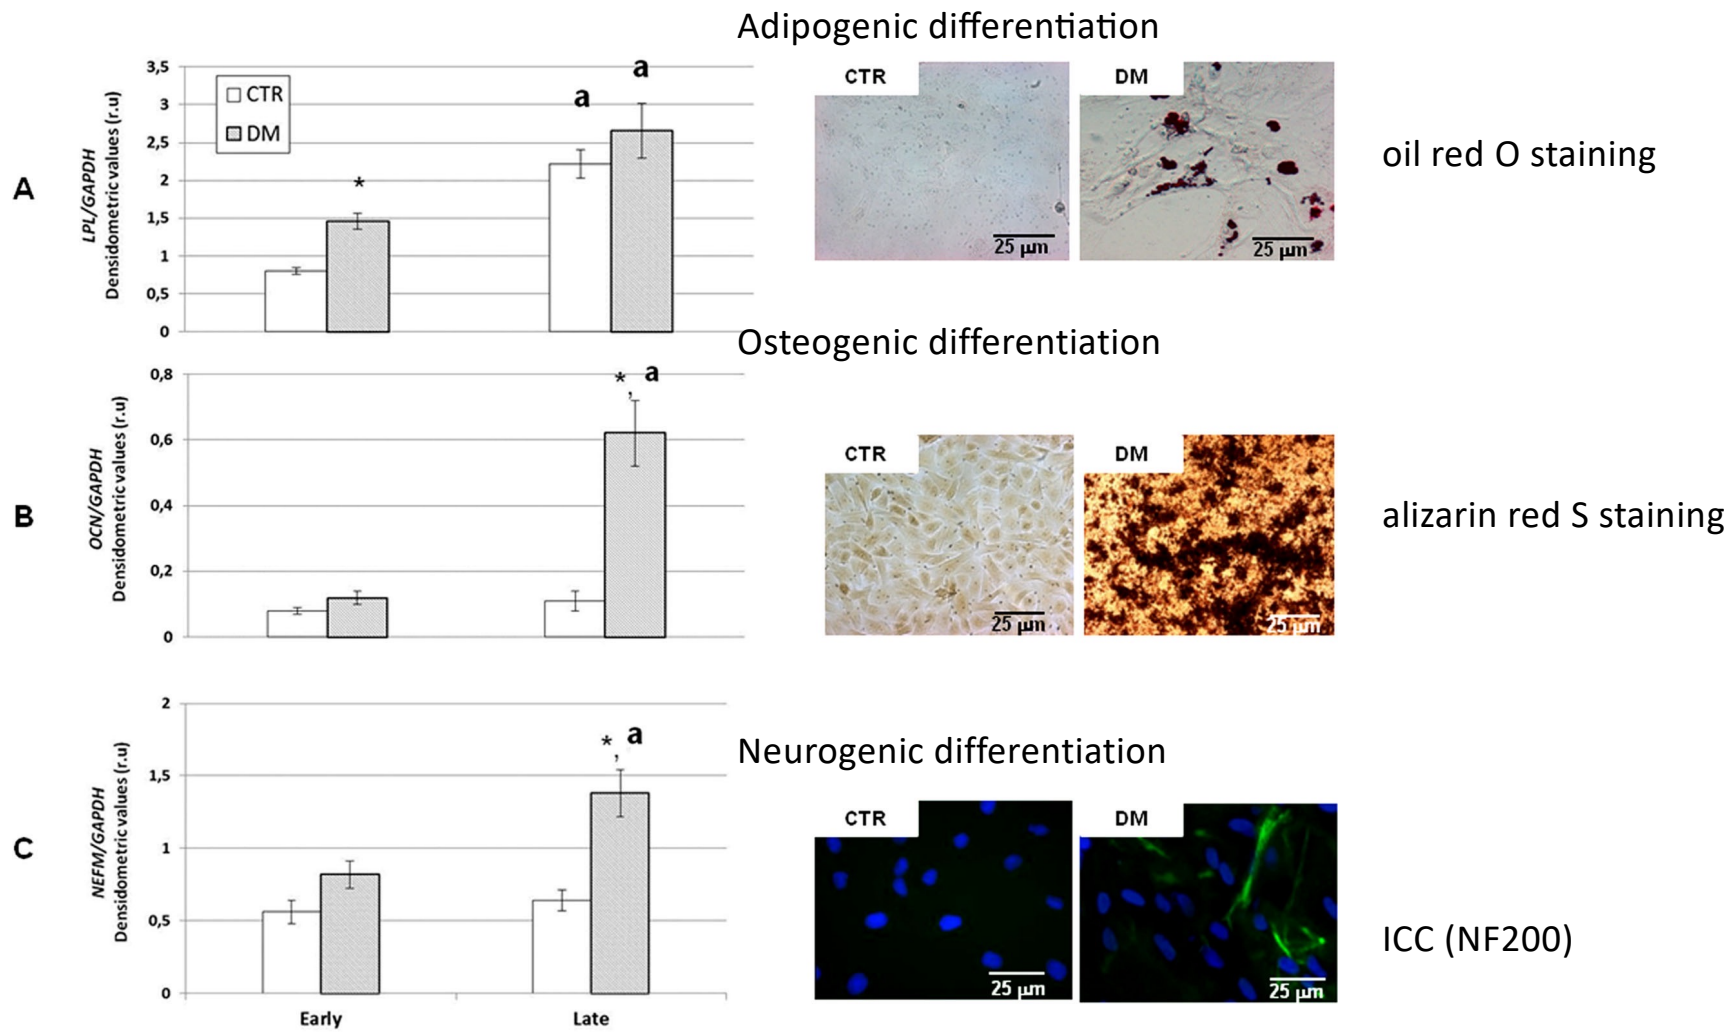 Adipogenic differentiation
A
LPL/GAPDH
Densidometric values (r.u)
3,5
3
2,5
2
1,5
1
0,5
0
CTR
DM
*
a
a
CTR
25 µm
DM
25 µm
oil red O staining
Osteogenic differentiation
B
OCN/GAPDH
Densidometric values (r.u)
0,8
0,6
0,4
0,2
0
*, a
CTR
25 µm
DM
25 µm
alizarin red S staining
Neurogenic differentiation
C
NEFM/GAPDH
Densidometric values (r.u)
2
1,5
1
0,5
0
*, a
Early
Late
CTR
25 µm
DM
25 µm
ICC (NF200)